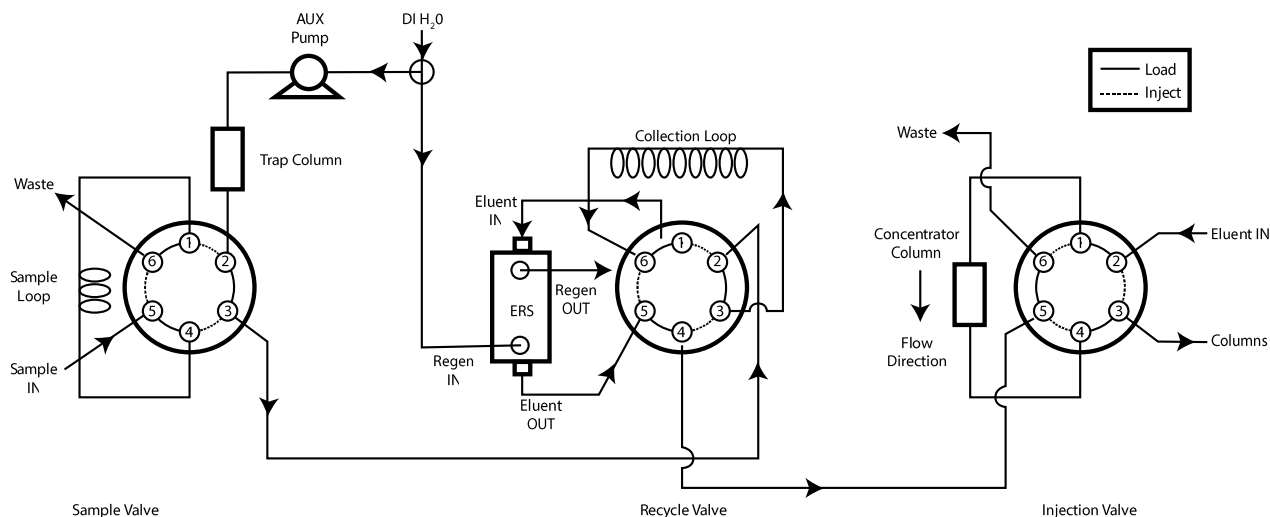 AUX
Pump
DI H₂0
Load
Inject
Trap Column
Collection Loop
Waste
Waste
Eluent
IN
Eluent IN
Concentrator
Column
Sample
Loop
Regen
OUT
ERS
Flow
Direction
Sample
IN
Regen
IN
Columns
Eluent
OUT
1
2
3
4
5
6
1
2
3
4
5
6
1
2
3
4
5
6
Sample Valve
Recycle Valve
Injection Valve